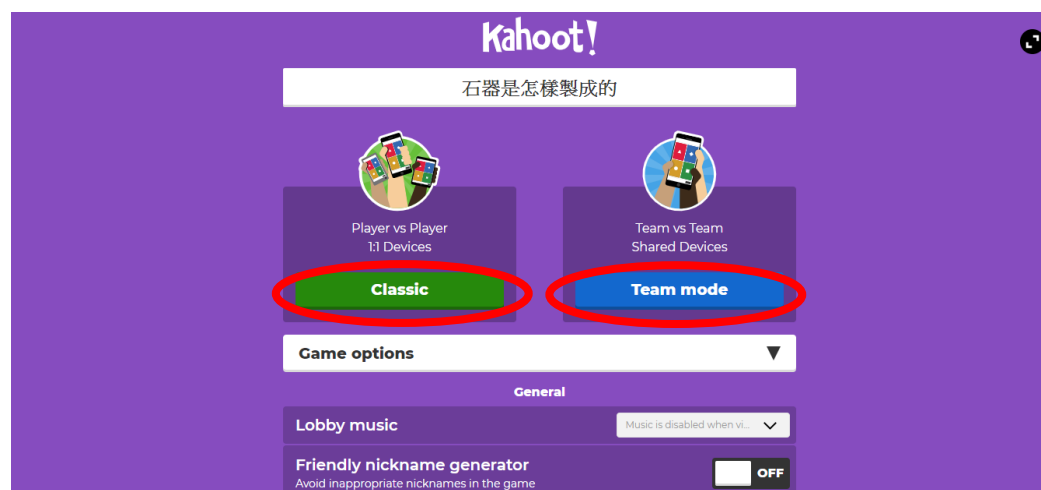 Kahoot!
石器是怎樣製成的
Player vs Player
1:1 Devices
Classic
Team vs Team
Shared Devices
Team mode
Game options
General
Lobby music
Music is disabled when vi...
Friendly nickname generator
Avoid inappropriate nicknames in the game
OFF